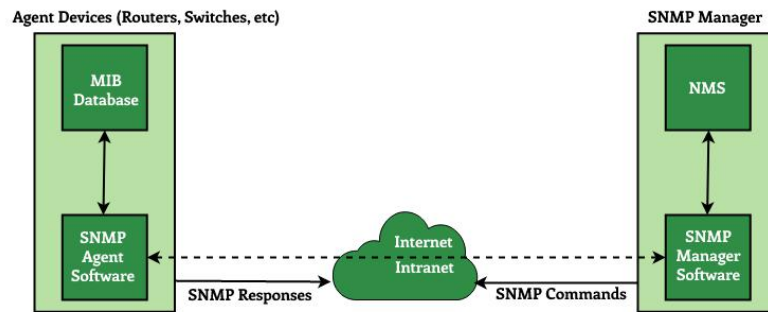 Agent Devices (Routers, Switches, etc)
SNMP Manager
MIB
Database
NMS
SNMP
Agent
Software
Internet
Intranet
SNMP
Manager
Software
SNMP Responses
SNMP Commands